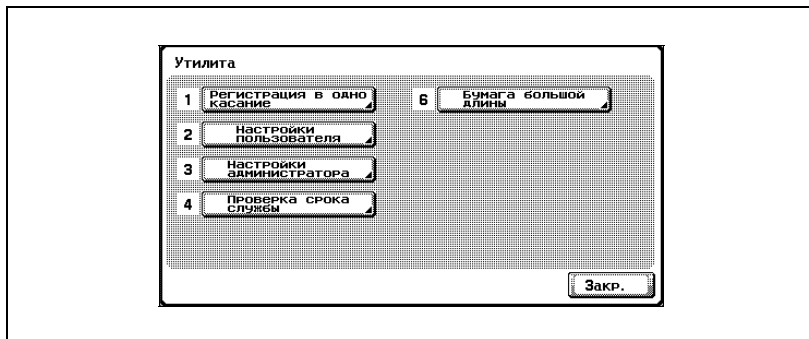 Утилита
1 Регистрация в одно
касание
2 Настройки
пользователя
3 Настройки
администратора
4 Проверка срока
службы
6 Бумага большой
длины
Закр.